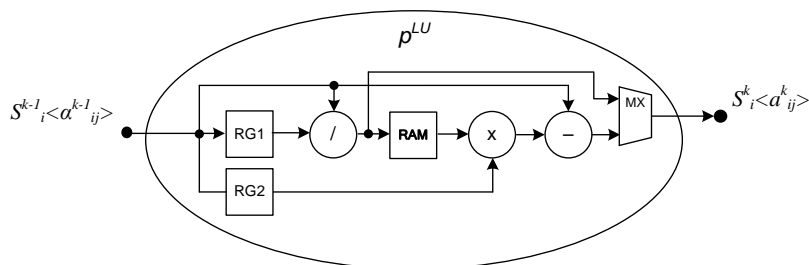 p^LU
S^k-1_i<α^k-1_ij>
S^k_i<a^k_ij>
MX
RG1
/
RAM
x
–
RG2